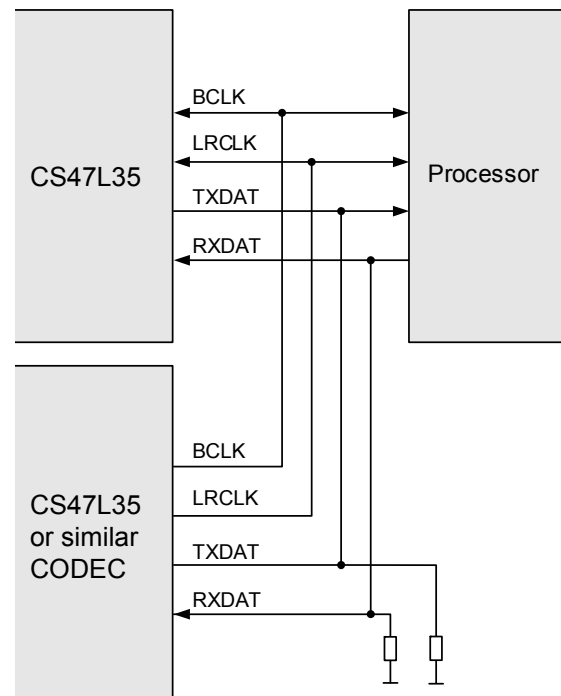 BCLK
LRCLK
CS47L35
Processor
TXDAT
RXDAT
BCLK
LRCLK
CS47L35
or similar
CODEC
TXDAT
RXDAT